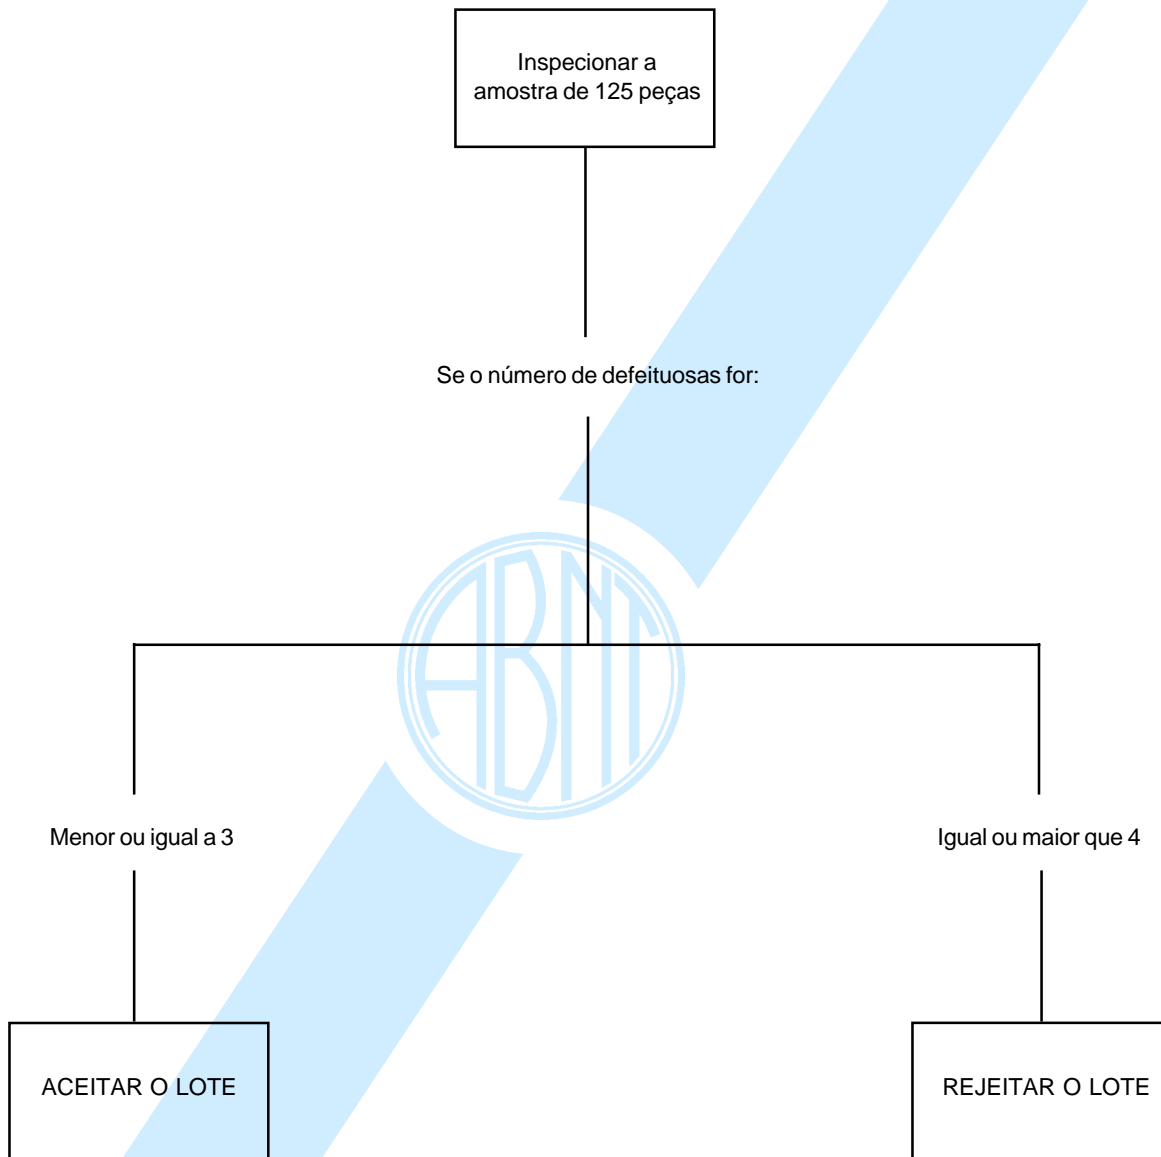 Inspecionar a
amostra de 125 peças
Se o número de defeituosas for:
ABNT
Menor ou igual a 3
Igual ou maior que 4
ACEITAR O LOTE
REJEITAR O LOTE